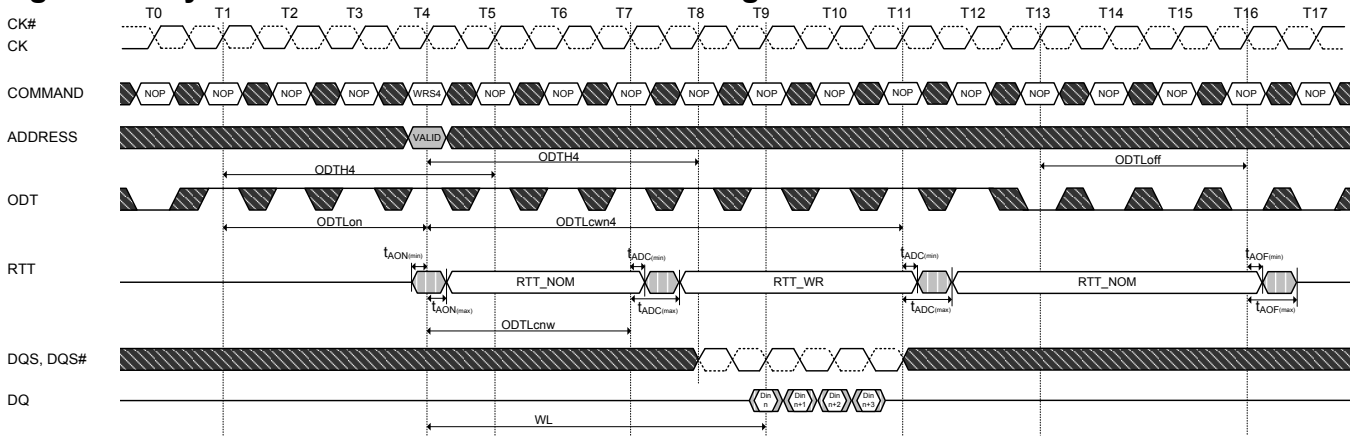 T0 T1 T2 T3 T4 T5 T6 T7 T8 T9 T10 T11 T12 T13 T14 T15 T16 T17
CK#
CK
COMMAND NOP NOP NOP NOP WRS4 NOP NOP NOP NOP NOP NOP NOP NOP NOP NOP NOP NOP NOP
ADDRESS VALID
ODTH4 ODTLoff
ODTH4
ODT
ODTLon ODTLcwn4
tAON(min) tADC(min) tADC(min) tAOF(min)
RTT RTT_NOM RTT_WR RTT_NOM
tAON(max) tADC(max) tADC(max) tAOF(max)
ODTLcnw
DQS, DQS#
DQ Din n Din n+1 Din n+2 Din n+3
WL